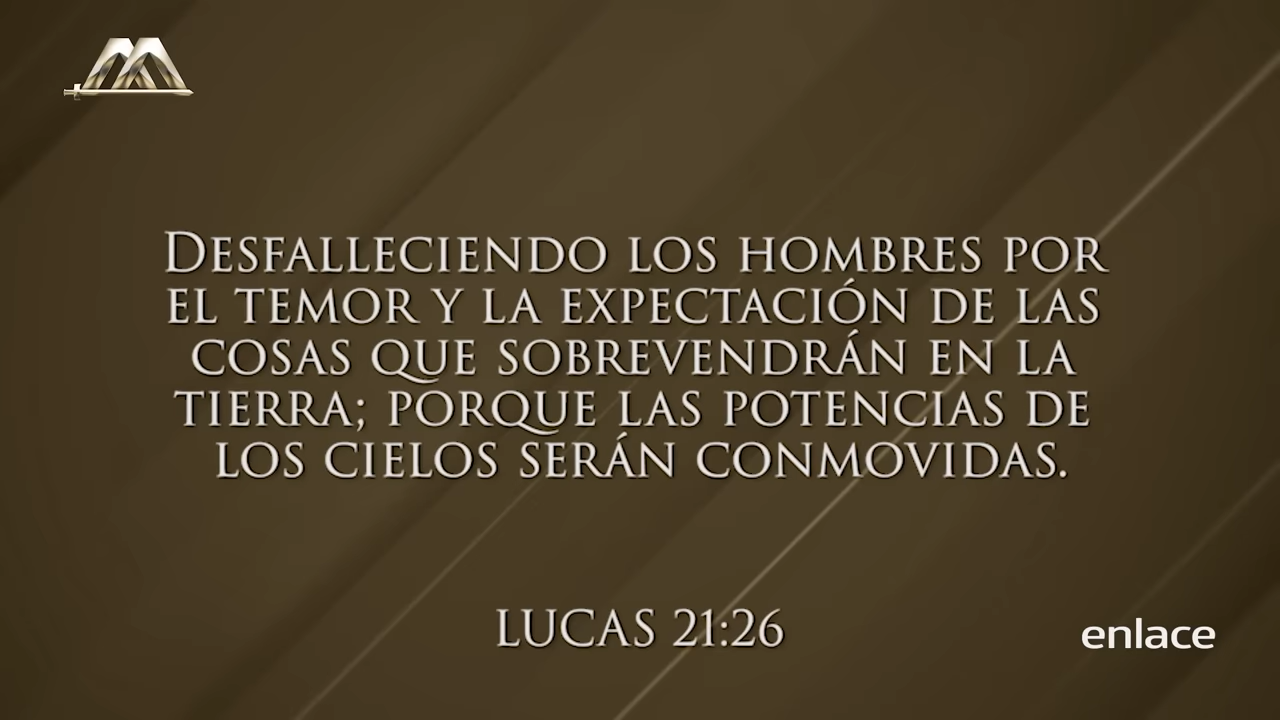 DESFALLECIENDO LOS HOMBRES POR
EL TEMOR Y LA EXPECTACIÓN DE LAS
COSAS QUE SOBREVENDRÁN EN LA
TIERRA; PORQUE LAS POTENCIAS DE
LOS CIELOS SERÁN CONMOVIDAS.
LUCAS 21:26
enlace